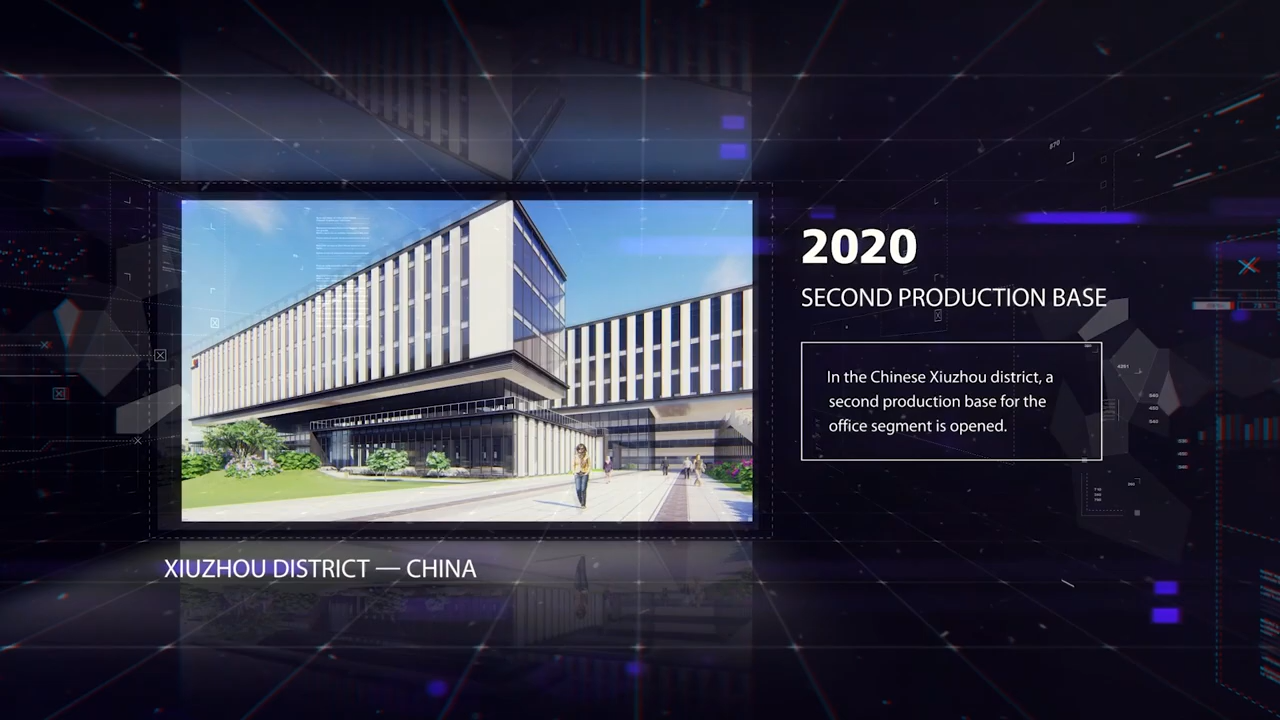 2020
SECOND PRODUCTION BASE
In the Chinese Xiuzhou district, a
second production base for the
office segment is opened.
XIUZHOU DISTRICT — CHINA